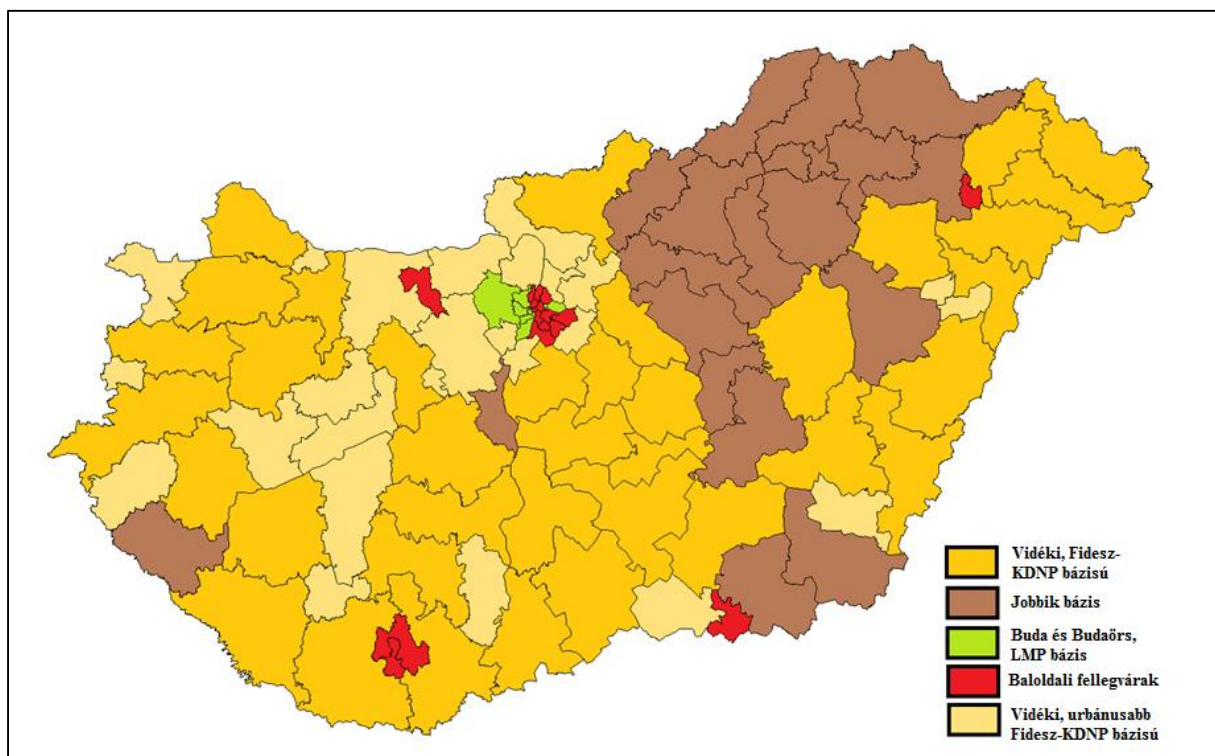 Vidéki, Fidesz-
KDNP bázisú
Jobbik bázis
Buda és Budaörs,
LMP bázis
Baloldali fellegvárak
Vidéki, urbánusabb
Fidesz-KDNP bázisú